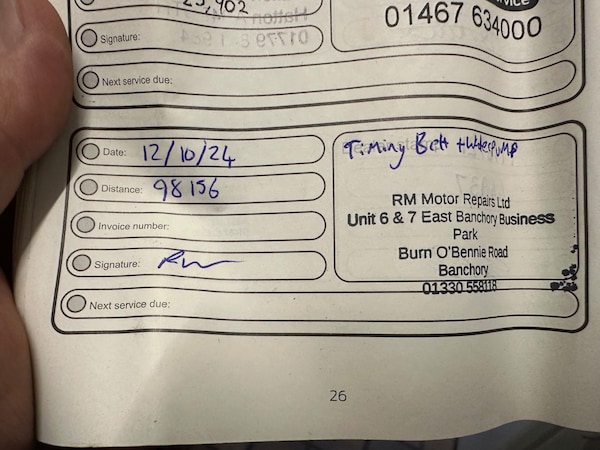 25,902
Signature:
Next service due:
01467 634000
Date: 12/10/24
Distance: 98156
Invoice number:
Signature:
Next service due:
Timing Belt + Waterpump
RM Motor Repairs Ltd
Unit 6 & 7 East Banchory Business
Park
Burn O'Bennie Road
Banchory
01330 558118
26